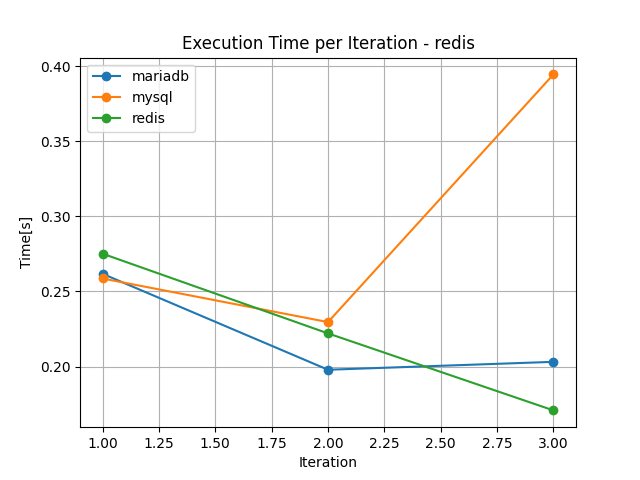 Execution Time per Iteration - redis
mariadb
mysql
redis
Time[s]
0.40
0.35
0.30
0.25
0.20
1.00 1.25 1.50 1.75 2.00 2.25 2.50 2.75 3.00
Iteration